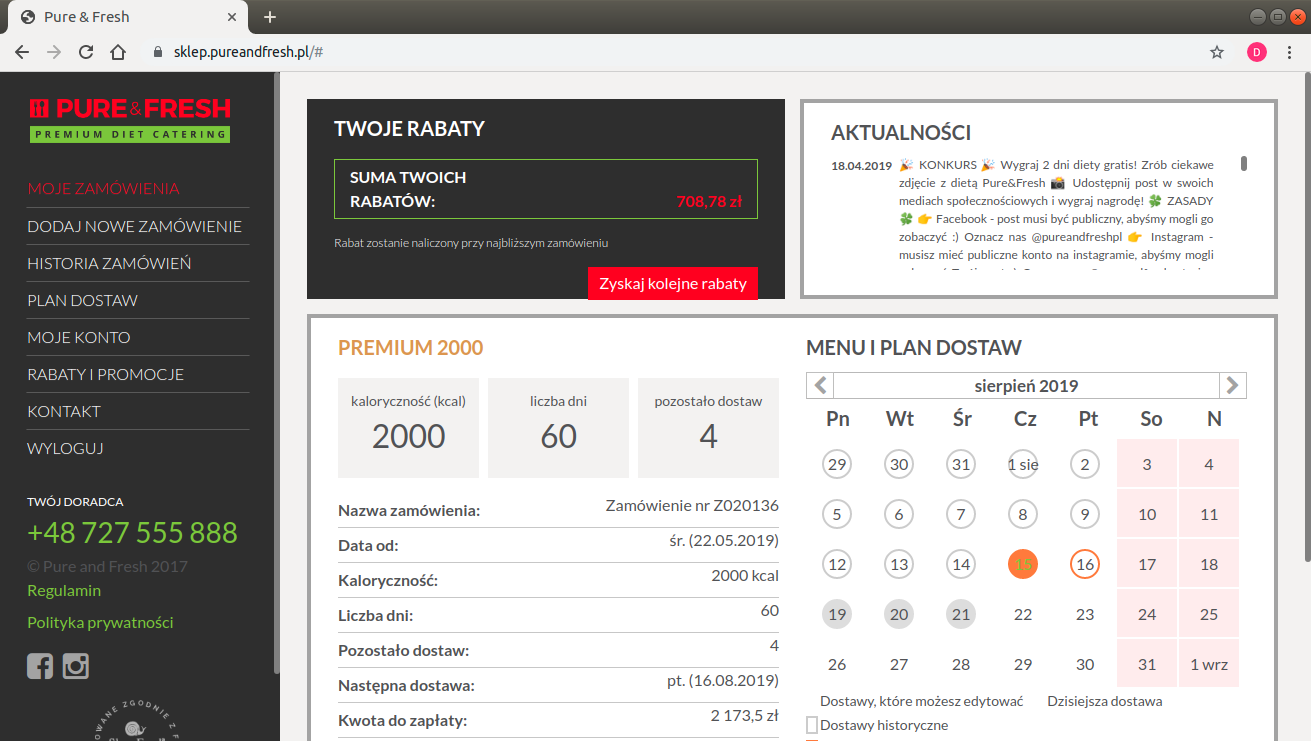 Pure & Fresh
sklep.pureandfresh.pl/#
D
PURE&FRESH
PREMIUM DIET CATERING
MOJE ZAMÓWIENIA
DODAJ NOWE ZAMÓWIENIE
HISTORIA ZAMÓWIEŃ
PLAN DOSTAW
MOJE KONTO
RABATY I PROMOCJE
KONTAKT
WYLOGUJ
TWÓJ DORADCA
+48 727 555 888
© Pure and Fresh 2017
Regulamin
Polityka prywatności
TWOJE RABATY
SUMA TWOICH
RABATÓW: 708,78 zł
Rabat zostanie naliczony przy najbliższym zamówieniu
Zyskaj kolejne rabaty
AKTUALNOŚCI
18.04.2019 🎉 KONKURS 🎉 Wygraj 2 dni diety gratis! Zrób ciekawe
zdjęcie z dietą Pure&Fresh 📸 Udostępnij post w swoich
mediach społecznościowych i wygraj nagrodę! 🍀 ZASADY
🍀 👉 Facebook - post musi być publiczny, abyśmy mogli go
zobaczyć :) Oznacz nas @pureandfreshpl 👉 Instagram -
musisz mieć publiczne konto na instagramie, abyśmy mogli
PREMIUM 2000
kaloryczność (kcal) liczba dni pozostało dostaw
2000 60 4
Nazwa zamówienia: Zamówienie nr Z020136
Data od: śr. (22.05.2019)
Kaloryczność: 2000 kcal
Liczba dni: 60
Pozostało dostaw: 4
Następna dostawa: pt. (16.08.2019)
Kwota do zapłaty: 2 173,5 zł
MENU I PLAN DOSTAW
sierpień 2019
Pn Wt Śr Cz Pt So N
29 30 31 1 sie 2 3 4
5 6 7 8 9 10 11
12 13 14 15 16 17 18
19 20 21 22 23 24 25
26 27 28 29 30 31 1 wrz
Dostawy, które możesz edytować Dzisiejsza dostawa
Dostawy historyczne